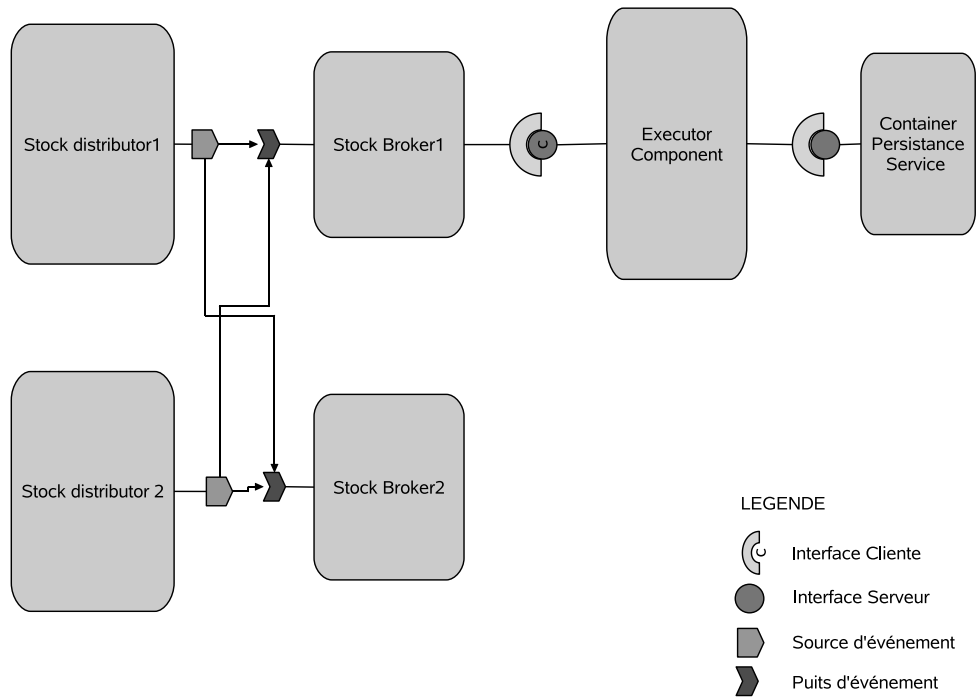 Stock distributor1
Stock Broker1
C
Executor
Component
Container
Persistance
Service
Stock distributor 2
Stock Broker2
LEGENDE
C
Interface Cliente
Interface Serveur
Source d'événement
Puits d'événement